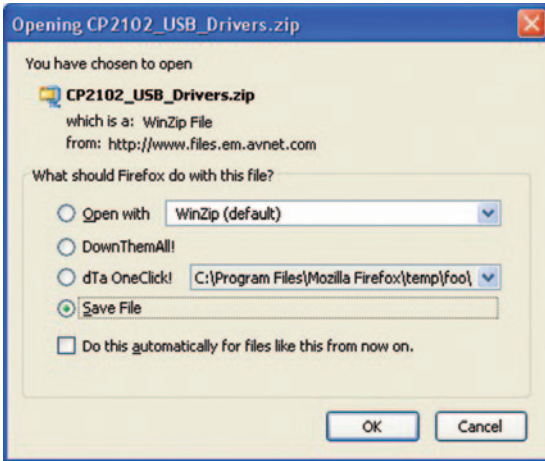 Opening CP2102_USB_Drivers.zip
You have chosen to open
CP2102_USB_Drivers.zip
which is a: WinZip File
from: http://www.files.em.avnet.com
What should Firefox do with this file?
Open with WinZip (default)
DownThemAll!
dTa OneClick! C:\Program Files\Mozilla Firefox\temp\foo\
Save File
Do this automatically for files like this from now on.
OK Cancel